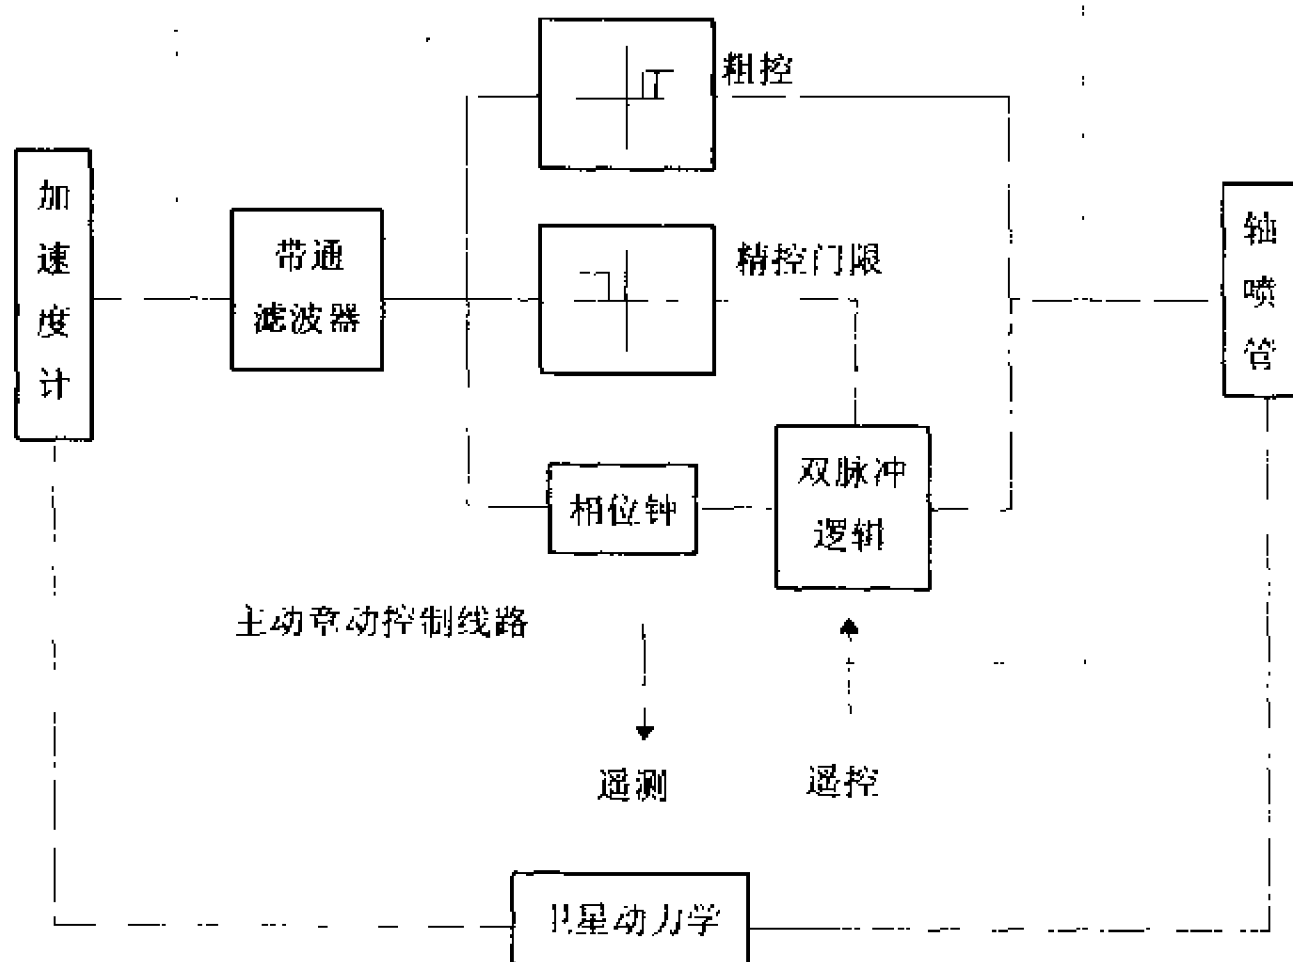 粗控
加速度计
带通
滤波器
精控门限
轴喷管
相位钟
双脉冲
逻辑
主动章动控制线路
遥测
遥控
卫星动力学